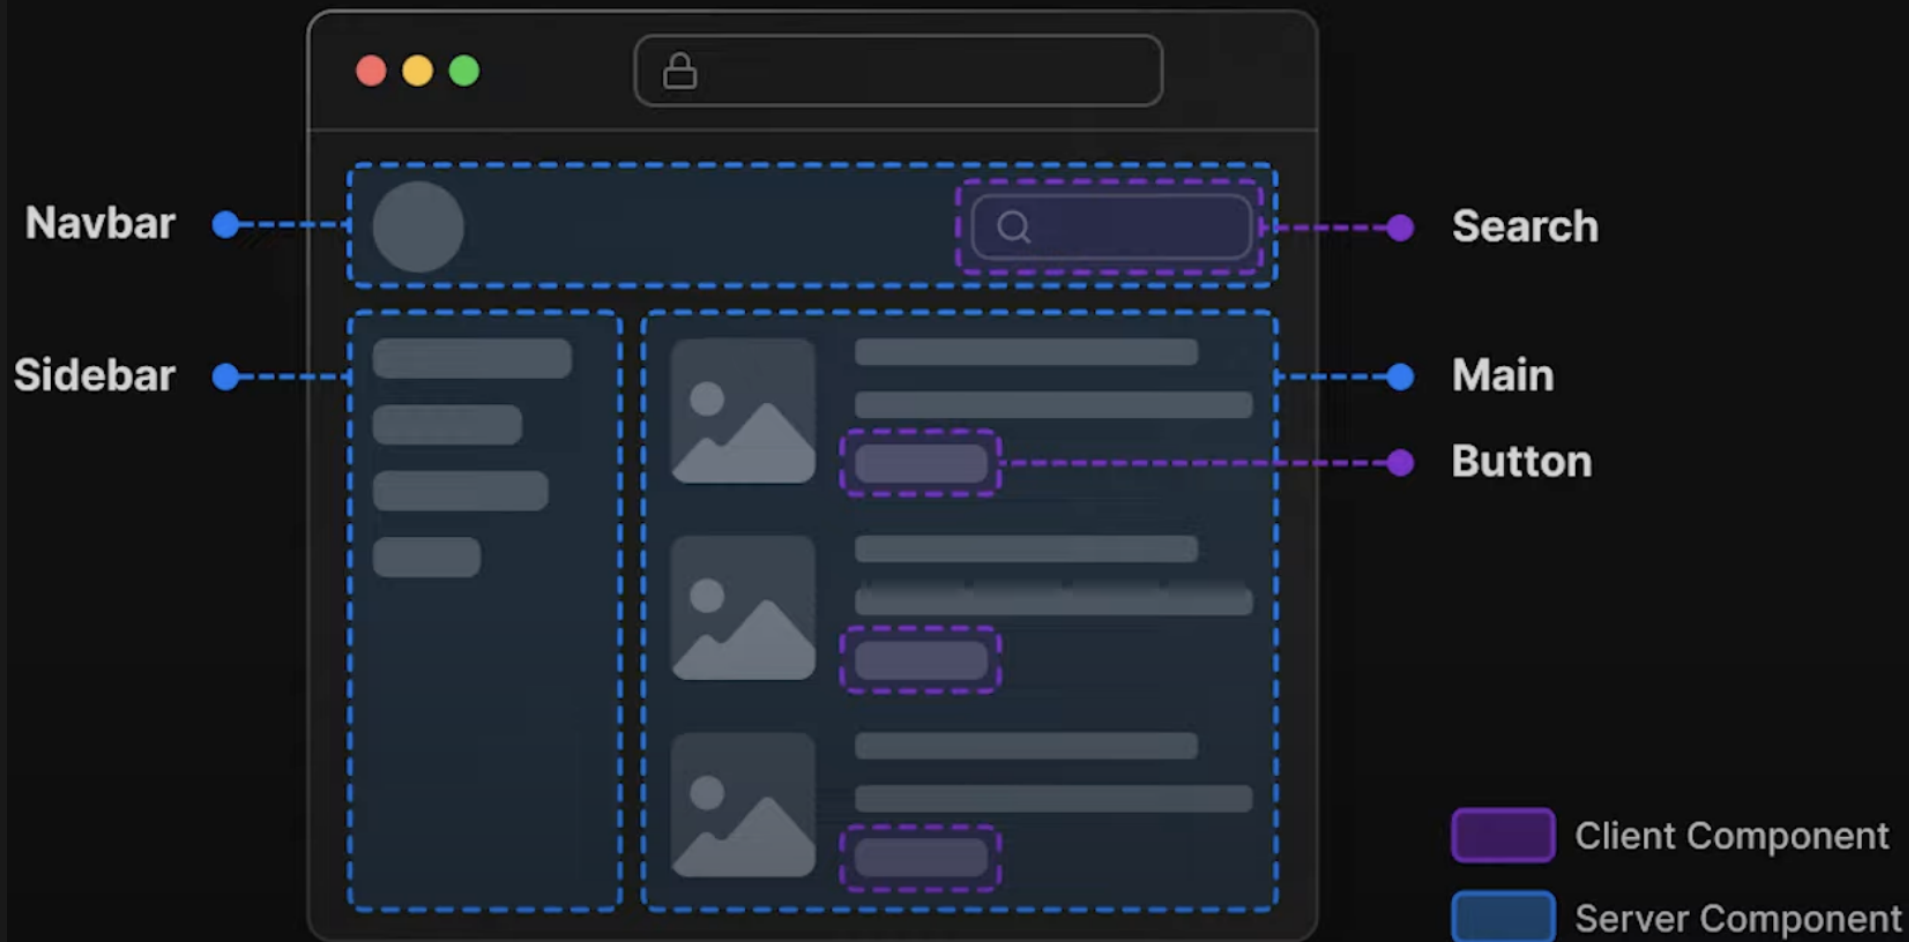 Navbar
Search
Sidebar
Main
Button
Client Component
Server Component